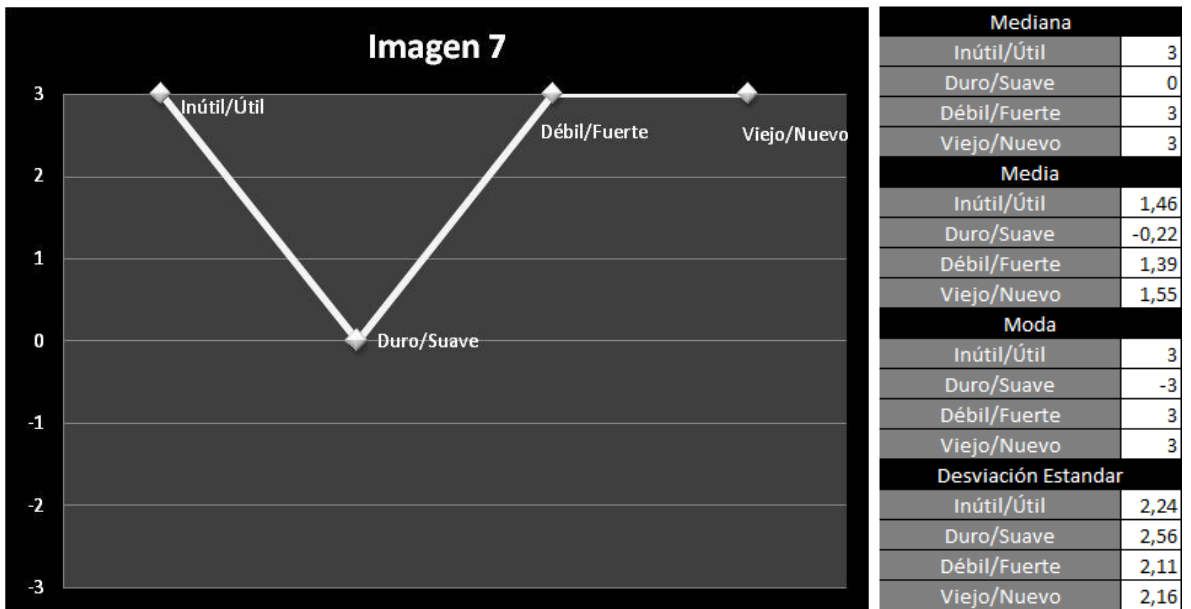 Imagen 7
3
2
1
0
-1
-2
-3
Inútil/Útil
Duro/Suave
Débil/Fuerte
Viejo/Nuevo
Mediana
Inútil/Útil 3
Duro/Suave 0
Débil/Fuerte 3
Viejo/Nuevo 3
Media
Inútil/Útil 1,46
Duro/Suave -0,22
Débil/Fuerte 1,39
Viejo/Nuevo 1,55
Moda
Inútil/Útil 3
Duro/Suave -3
Débil/Fuerte 3
Viejo/Nuevo 3
Desviación Estandar
Inútil/Útil 2,24
Duro/Suave 2,56
Débil/Fuerte 2,11
Viejo/Nuevo 2,16